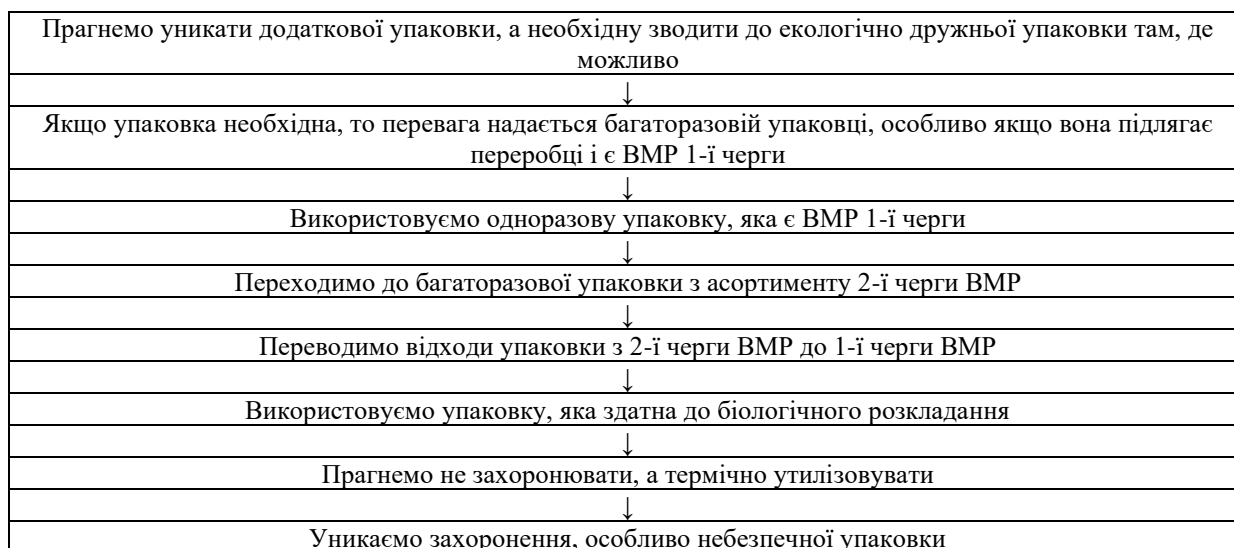 Прагнемо уникати додаткової упаковки, а необхідну зводити до екологічно дружньої упаковки там, де
можливо
↓
Якщо упаковка необхідна, то перевага надається багаторазовій упаковці, особливо якщо вона підлягає
переробці і є ВМР 1-ї черги
↓
Використовуємо одноразову упаковку, яка є ВМР 1-ї черги
↓
Переходимо до багаторазової упаковки з асортименту 2-ї черги ВМР
↓
Переводимо відходи упаковки з 2-ї черги ВМР до 1-ї черги ВМР
↓
Використовуємо упаковку, яка здатна до біологічного розкладання
↓
Прагнемо не захоронювати, а термічно утилізовувати
↓
Уникаємо захоронення, особливо небезпечної упаковки